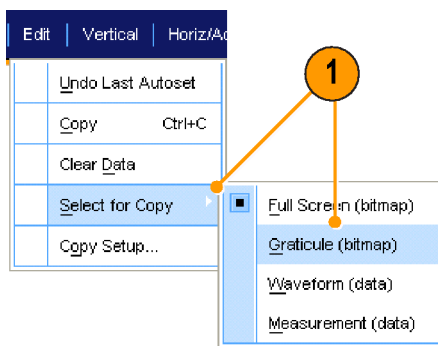 Edit | Vertical | Horiz/Ac
1
Undo Last Autoset
Copy Ctrl+C
Clear Data
Select for Copy
Full Screen (bitmap)
Copy Setup...
Graticule (bitmap)
Waveform (data)
Measurement (data)